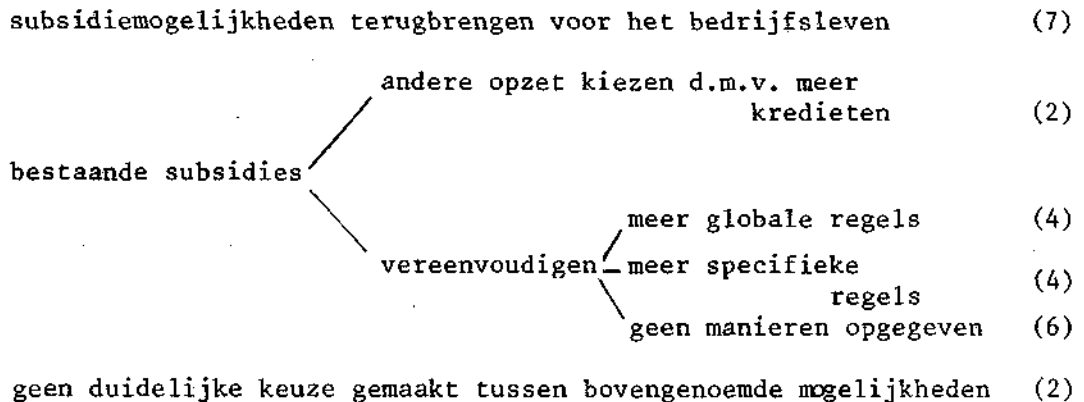 subsidiemogelijkheden terugbrengen voor het bedrijfsleven (7)
andere opzet kiezen d.m.v. meer
kredieten (2)
bestaande subsidies
meer globale regels (4)
vereenvoudigen meer specifieke
regels (4)
geen manieren opgegeven (6)
geen duidelijke keuze gemaakt tussen bovengenoemde mogelijkheden (2)